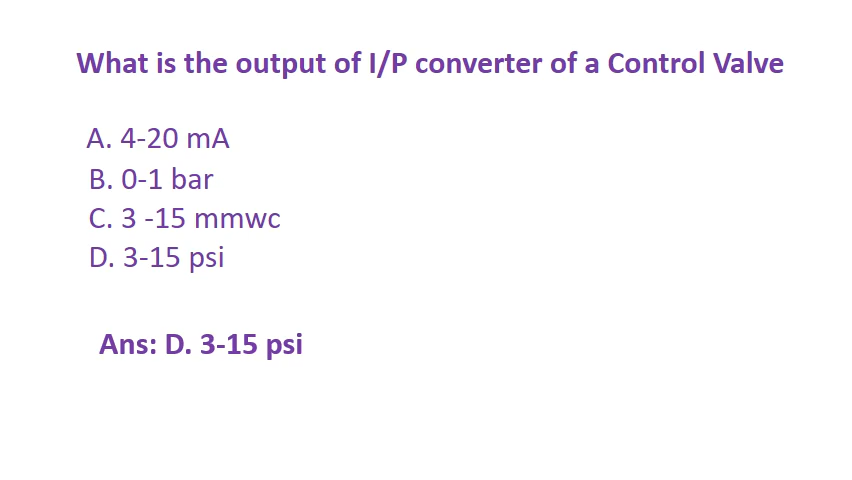 What is the output of I/P converter of a Control Valve
A. 4-20 mA
B. 0-1 bar
C. 3 -15 mmwc
D. 3-15 psi
Ans: D. 3-15 psi